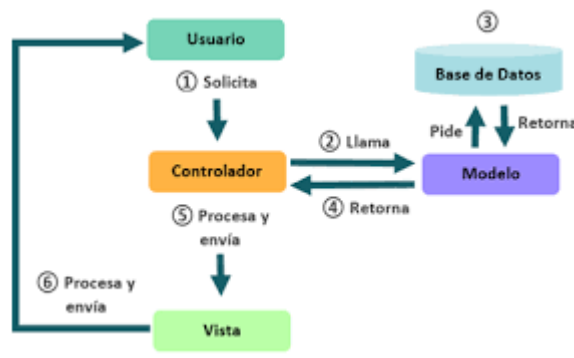 Usuario
③
① Solicita
Base de Datos
② Llama
Pide
Retorna
Controlador
Modelo
④ Retorna
⑤ Procesa y
envía
⑥ Procesa y
envía
Vista